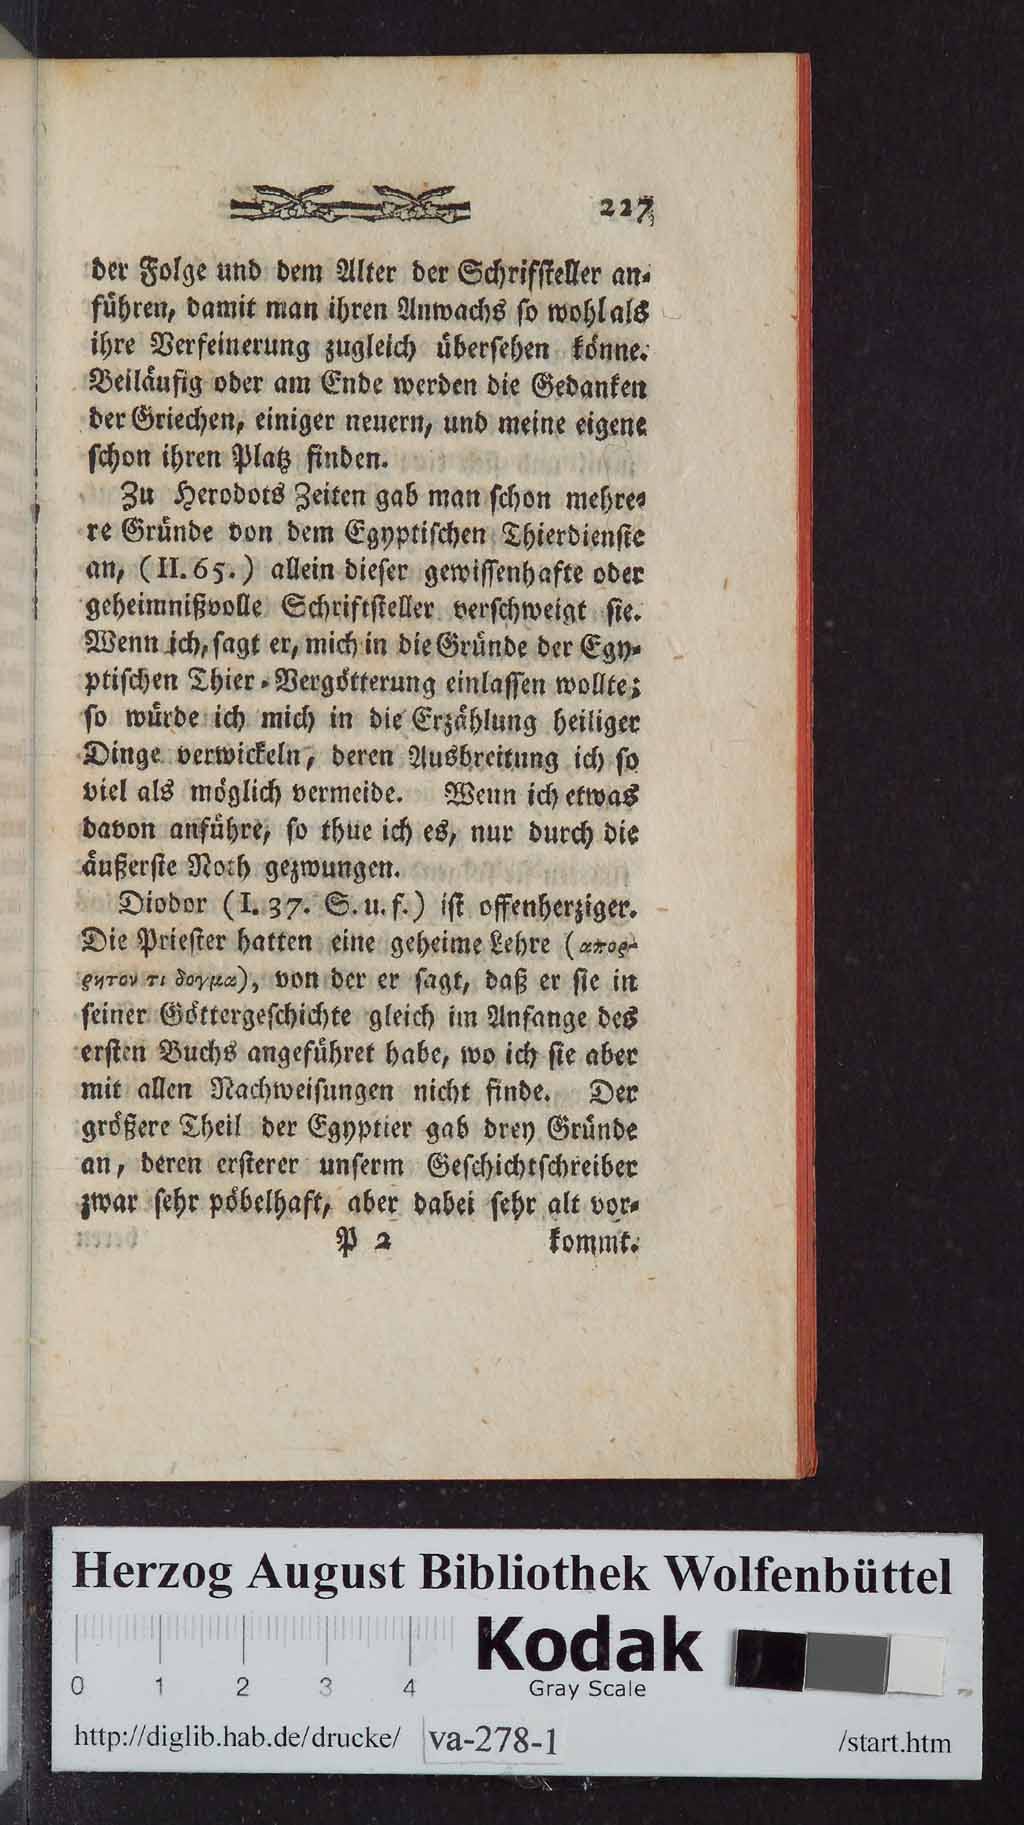 227
der Folge und dem Alter der Schrifsteller an-
führen, damit man ihren Anwachs so wohl als
ihre Verfeinerung zugleich übersehen könne.
Beiläufig oder am Ende werden die Gedanken
der Griechen, einiger neuern, und meine eigene
schon ihren Platz finden.
Zu Herodots Zeiten gab man schon mehre-
re Gründe von dem Egyptischen Thierdienste
an, (II. 65.) allein dieser gewissenhafte oder
geheimnißvolle Schriftsteller verschweigt sie.
Wenn ich, sagt er, mich in die Gründe der Egy-
ptischen Thier-Vergötterung einlassen wollte;
so würde ich mich in die Erzählung heiliger
Dinge verwickeln, deren Ausbreitung ich so
viel als möglich vermeide. Wenn ich etwas
davon anführe, so thue ich es, nur durch die
äußerste Noth gezwungen.
Diodor (I. 37. S. u. f.) ist offenherziger.
Die Priester hatten eine geheime Lehre (απορ-
ρητον τι δογμα), von der er sagt, daß er sie in
seiner Göttergeschichte gleich im Anfange des
ersten Buchs angeführet habe, wo ich sie aber
mit allen Nachweisungen nicht finde. Der
größere Theil der Egyptier gab drey Gründe
an, deren ersterer unserm Geschichtschreiber
zwar sehr pöbelhaft, aber dabei sehr alt vor-
P 2 kommt.
Herzog August Bibliothek Wolfenbüttel
Kodak
Gray Scale
0 1 2 3 4
http://diglib.hab.de/drucke/ va-278-1 /start.htm